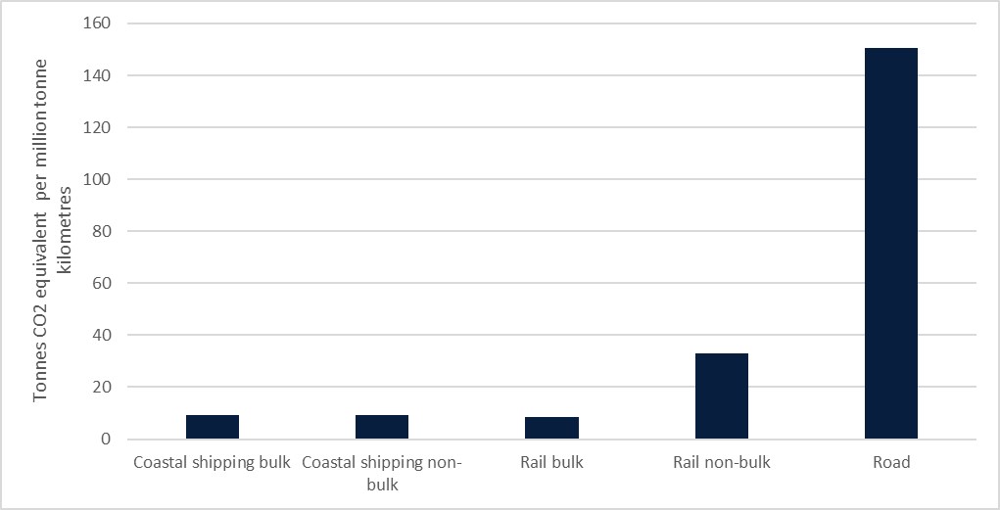 160
140
120
100
80
60
40
20
0
Tonnes CO2 equivalent  per million tonne
kilometres
Coastal shipping bulk
Coastal shipping non-
bulk
Rail bulk
Rail non-bulk
Road